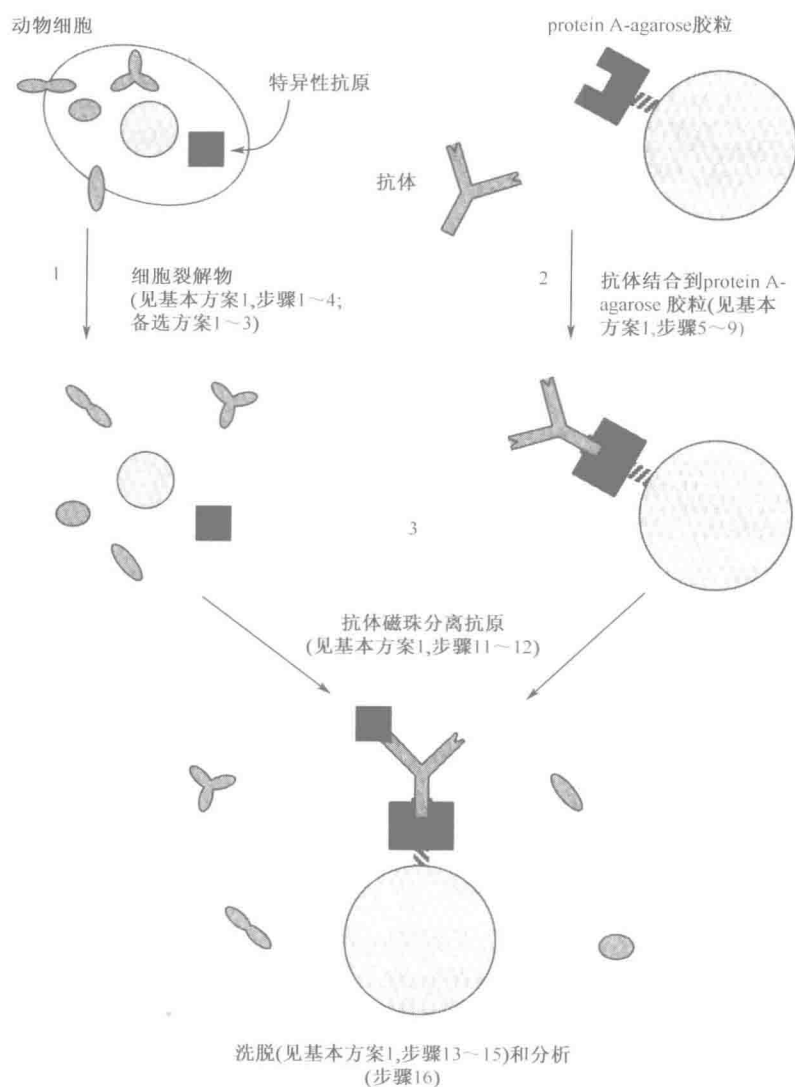 动物细胞
protein A-agarose胶粒
特异性抗原
抗体
1
细胞裂解物
(见基本方案1,步骤1～4;
备选方案1～3)
2
抗体结合到protein A-
agarose 胶粒(见基本
方案1,步骤5～9)
3
抗体磁珠分离抗原
(见基本方案1,步骤11～12)
洗脱(见基本方案1,步骤13～15)和分析
(步骤16)